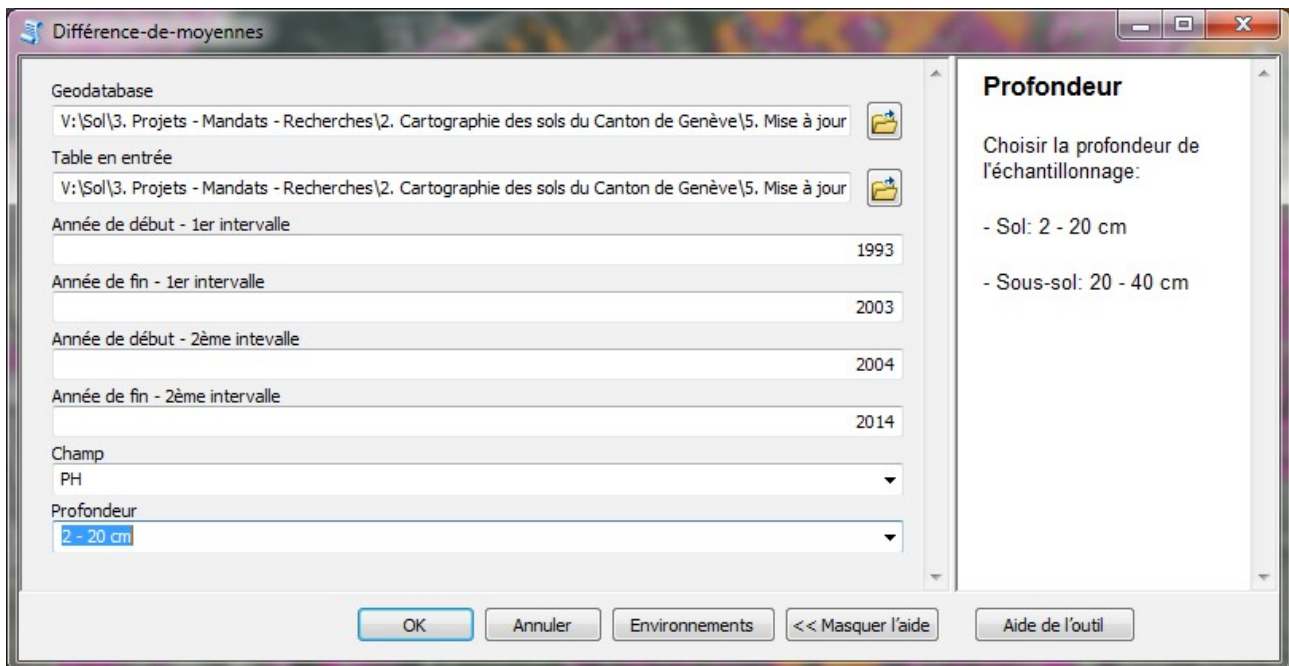 Différence-de-moyennes
Geodatabase
V:\Sol\3. Projets - Mandats - Recherches\2. Cartographie des sols du Canton de Genève\5. Mise à jour
Table en entrée
V:\Sol\3. Projets - Mandats - Recherches\2. Cartographie des sols du Canton de Genève\5. Mise à jour
Année de début - 1er intervalle
1993
Année de fin - 1er intervalle
2003
Année de début - 2ème intevalle
2004
Année de fin - 2ème intervalle
2014
Champ
PH
Profondeur
2 - 20 cm
Profondeur
Choisir la profondeur de
l'échantillonnage:
- Sol: 2 - 20 cm
- Sous-sol: 20 - 40 cm
OK
Annuler
Environnements
<< Masquer l'aide
Aide de l'outil